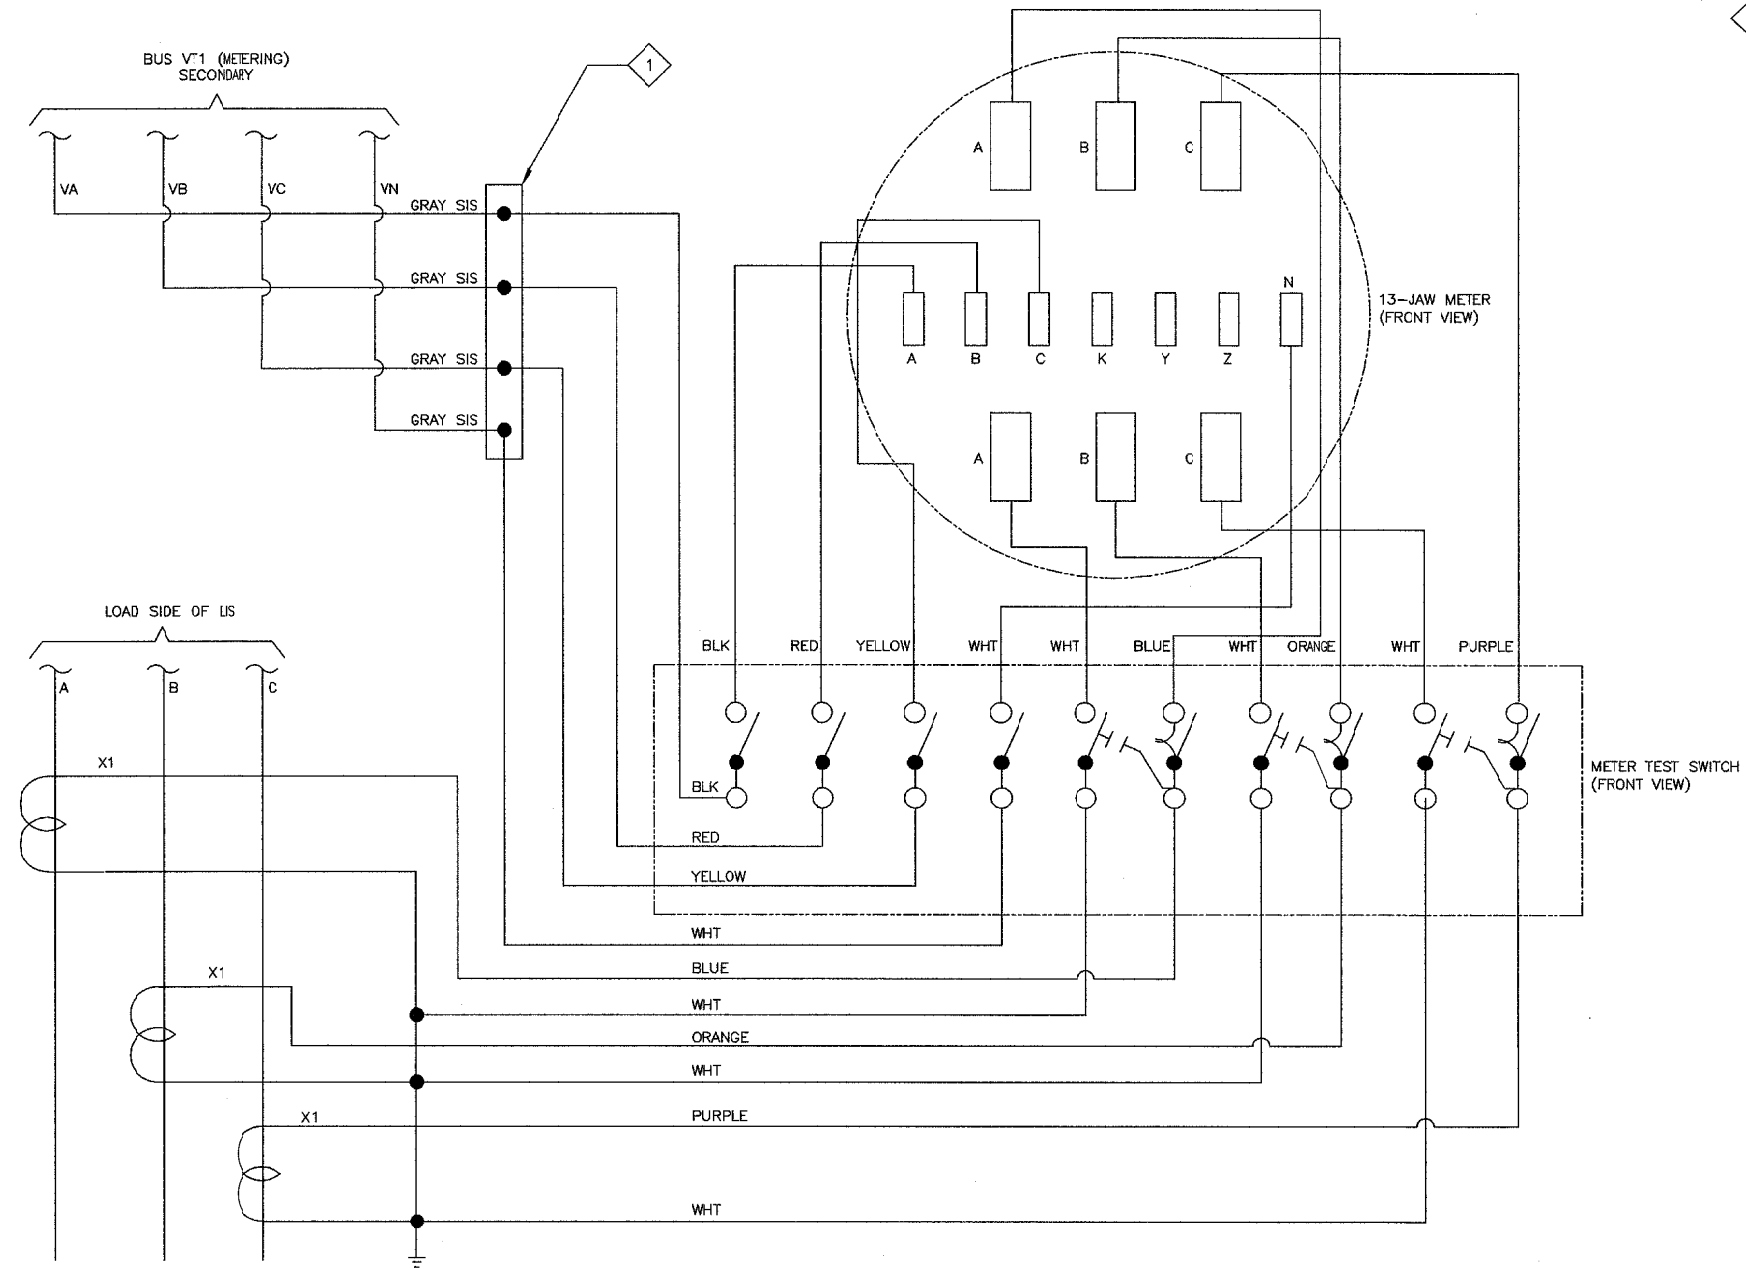 BUS VT1 (METERING)
SECONDARY
1
VA
VB
VC
VN
GRAY SIS
GRAY SIS
GRAY SIS
GRAY SIS
A
B
C
N
A
B
C
K
Y
Z
13-JAW METER
(FRONT VIEW)
A
B
C
LOAD SIDE OF US
A
B
C
BLK
RED
YELLOW
WHT
WHT
BLUE
WHT
ORANGE
WHT
PURPLE
X1
BLK
METER TEST SWITCH
(FRONT VIEW)
RED
YELLOW
WHT
X1
BLUE
WHT
ORANGE
WHT
X1
PURPLE
WHT